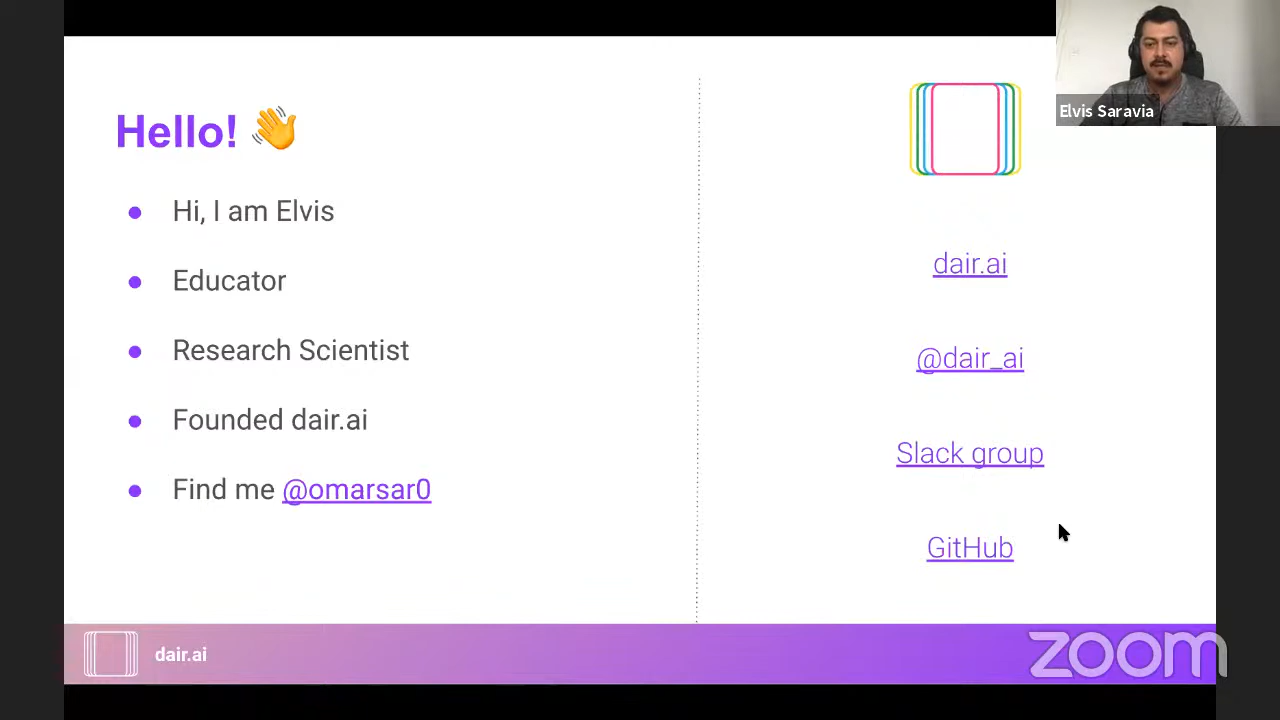 Hello! 👋
Hi, I am Elvis
Educator
Research Scientist
Founded dair.ai
Find me @omarsar0
dair.ai
@dair_ai
Slack group
GitHub
Elvis Saravia
dair.ai
zoom